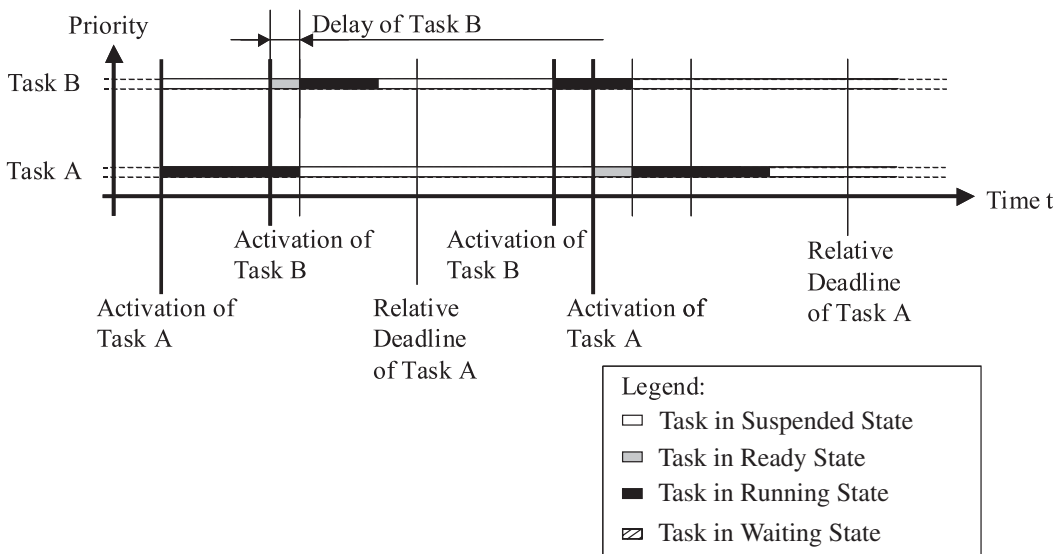 Priority
Delay of Task B
Task B
Task A
Time t
Activation of
Task B
Activation of
Task B
Relative
Deadline
of Task A
Activation of
Task A
Relative
Deadline
of Task A
Activation of
Task A
Legend:
Task in Suspended State
Task in Ready State
Task in Running State
Task in Waiting State